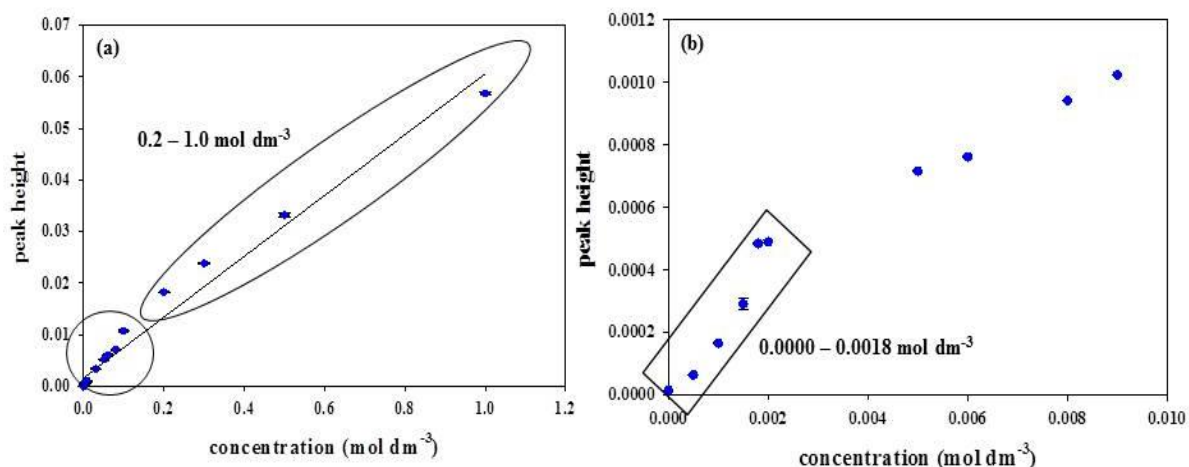 (a)
0.07
0.06
0.05
0.04
0.03
0.02
0.01
0.00
peak height
0.2 – 1.0 mol dm-3
0.0 0.2 0.4 0.6 0.8 1.0 1.2
concentration (mol dm-3)
(b)
0.0012
0.0010
0.0008
0.0006
0.0004
0.0002
0.0000
peak height
0.0000 – 0.0018 mol dm-3
0.000 0.002 0.004 0.006 0.008 0.010
concentration (mol dm-3)